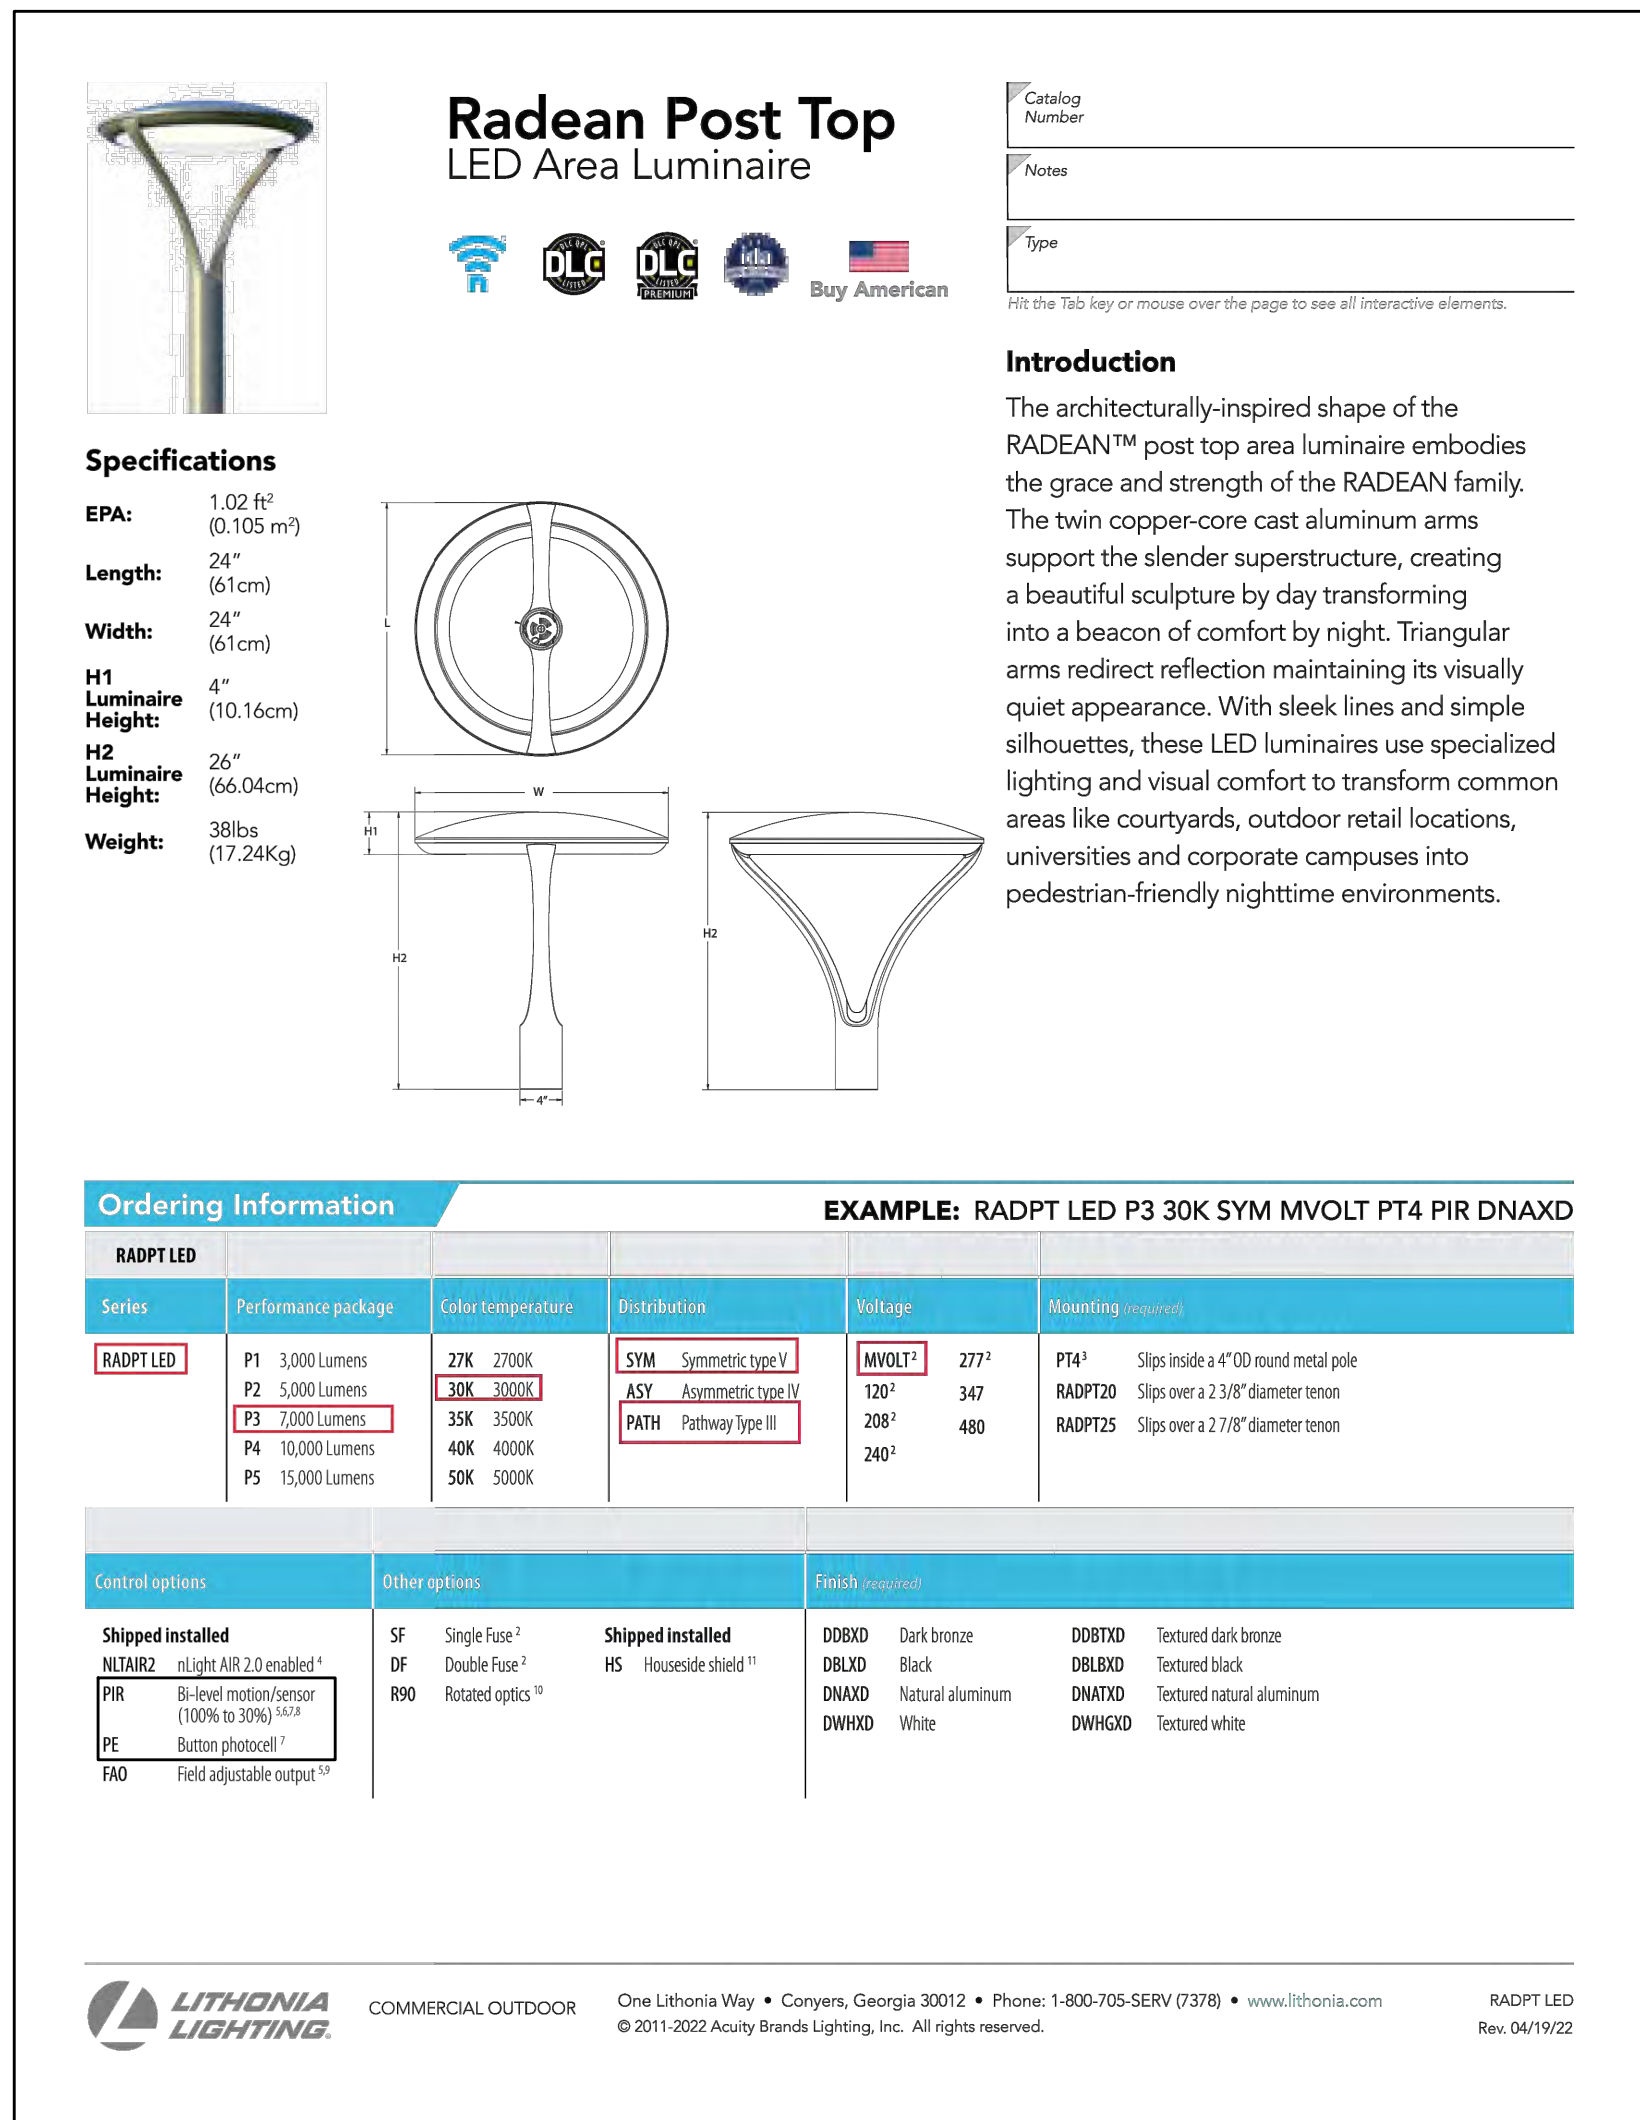 Radean Post Top
LED Area Luminaire
Catalog
Number
Notes
Type
Hit the Tab key or mouse over the page to see all interactive elements.
DLC QPL
DLC
LISTED
DLC QPL
DLC
LISTED
PREMIUM
Buy American
Specifications
EPA: 1.02 ft² (0.105 m²)
Length: 24" (61cm)
Width: 24" (61cm)
H1 Luminaire Height: 4" (10.16cm)
H2 Luminaire Height: 26" (66.04cm)
Weight: 38lbs (17.24Kg)
L
W
H1
H2
4"
H2
Introduction
The architecturally-inspired shape of the
RADEAN™ post top area luminaire embodies
the grace and strength of the RADEAN family.
The twin copper-core cast aluminum arms
support the slender superstructure, creating
a beautiful sculpture by day transforming
into a beacon of comfort by night. Triangular
arms redirect reflection maintaining its visually
quiet appearance. With sleek lines and simple
silhouettes, these LED luminaires use specialized
lighting and visual comfort to transform common
areas like courtyards, outdoor retail locations,
universities and corporate campuses into
pedestrian-friendly nighttime environments.
Ordering Information
EXAMPLE: RADPT LED P3 30K SYM MVOLT PT4 PIR DNAXD
RADPT LED
Series Performance package Color temperature Distribution Voltage Mounting (required)
RADPT LED P1 3,000 Lumens 27K 2700K SYM Symmetric type V MVOLT² 277² PT4³ Slips inside a 4" OD round metal pole
P2 5,000 Lumens 30K 3000K ASY Asymmetric type IV 120² 347 RADPT20 Slips over a 2 3/8" diameter tenon
P3 7,000 Lumens 35K 3500K PATH Pathway Type III 208² 480 RADPT25 Slips over a 2 7/8" diameter tenon
P4 10,000 Lumens 40K 4000K 240²
P5 15,000 Lumens 50K 5000K
Control options Other options Finish (required)
Shipped installed SF Single Fuse ² Shipped installed DDBXD Dark bronze DDBTXD Textured dark bronze
NLTAIR2 nLight AIR 2.0 enabled ⁴ DF Double Fuse ² HS Houseside shield ¹¹ DBLXD Black DBLBXD Textured black
PIR Bi-level motion/sensor R90 Rotated optics ¹⁰ DNAXD Natural aluminum DNATXD Textured natural aluminum
(100% to 30%) ⁵,⁶,⁷,⁸
PE Button photocell ⁷ DWHXD White DWHGXD Textured white
FAO Field adjustable output ⁵,⁹
LITHONIA
LIGHTING®
COMMERCIAL OUTDOOR
One Lithonia Way • Conyers, Georgia 30012 • Phone: 1-800-705-SERV (7378) • www.lithonia.com
© 2011-2022 Acuity Brands Lighting, Inc. All rights reserved.
RADPT LED
Rev. 04/19/22